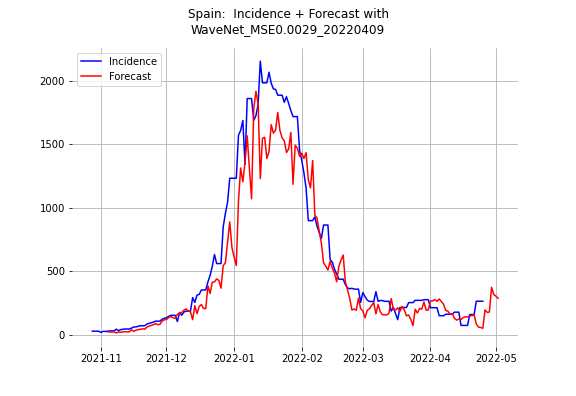 Spain:  Incidence + Forecast with
WaveNet_MSE0.0029_20220409
Incidence
Forecast
2000
1500
1000
500
0
2021-11 2021-12 2022-01 2022-02 2022-03 2022-04 2022-05